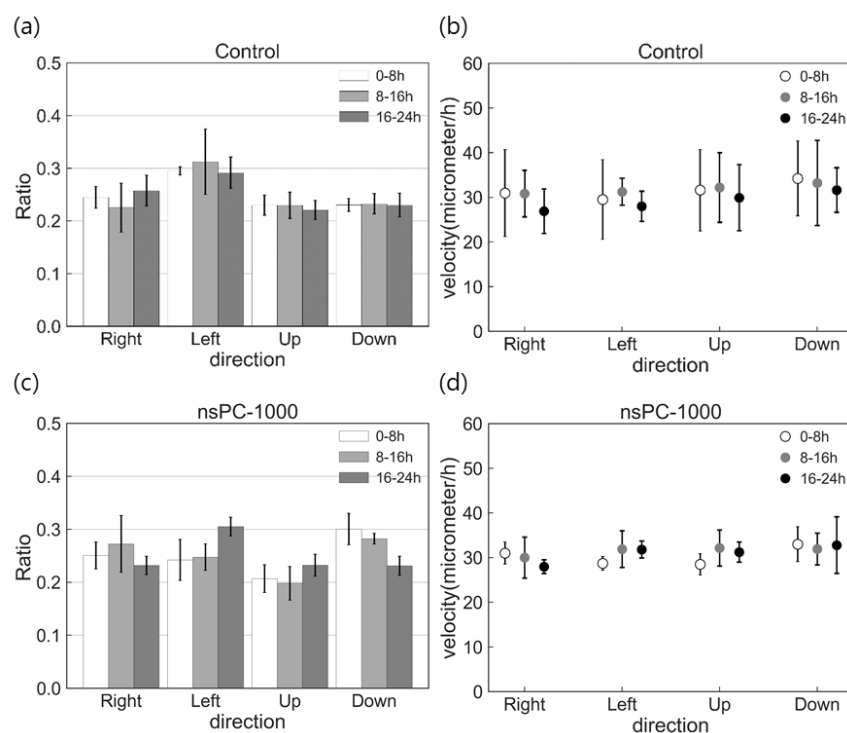 (a)
Control
0.5
0.4
0.3
0.2
0.1
0.0
Ratio
0-8h
8-16h
16-24h
Right Left Up Down
direction
(b)
Control
60
50
40
30
20
10
0
velocity(micrometer/h)
0-8h
8-16h
16-24h
Right Left Up Down
direction
(c)
nsPC-1000
0.5
0.4
0.3
0.2
0.1
0.0
Ratio
0-8h
8-16h
16-24h
Right Left Up Down
direction
(d)
nsPC-1000
60
50
40
30
20
10
0
velocity(micrometer/h)
0-8h
8-16h
16-24h
Right Left Up Down
direction